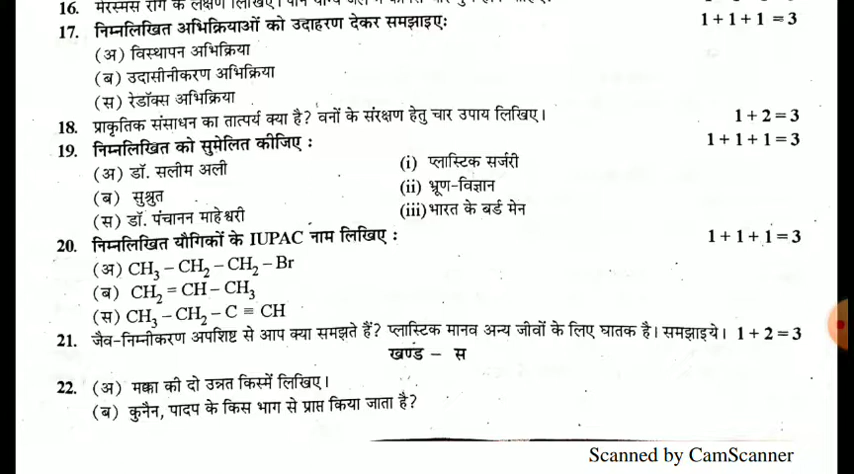 16. मेरस्मस रोग के लक्षण लिखिए।
17. निम्नलिखित अभिक्रियाओं को उदाहरण देकर समझाइए: 1 + 1 + 1 = 3
(अ) विस्थापन अभिक्रिया
(ब) उदासीनीकरण अभिक्रिया
(स) रेडॉक्स अभिक्रिया
18. प्राकृतिक संसाधन का तात्पर्य क्या है? वनों के संरक्षण हेतु चार उपाय लिखिए। 1 + 2 = 3
19. निम्नलिखित को सुमेलित कीजिए : 1 + 1 + 1 = 3
(अ) डॉ. सलीम अली (i) प्लास्टिक सर्जरी
(ब) सुश्रुत (ii) भ्रूण-विज्ञान
(स) डॉ. पंचानन माहेश्वरी (iii) भारत के बर्ड मेन
20. निम्नलिखित यौगिकों के IUPAC नाम लिखिए : 1 + 1 + 1 = 3
(अ) CH₃ – CH₂ – CH₂ – Br
(ब) CH₂ = CH – CH₃
(स) CH₃ – CH₂ – C ≡ CH
21. जैव-निम्नीकरण अपशिष्ट से आप क्या समझते हैं? प्लास्टिक मानव अन्य जीवों के लिए घातक है। समझाइये। 1 + 2 = 3
खण्ड – स
22. (अ) मक्का की दो उन्नत किस्में लिखिए।
(ब) कुनैन, पादप के किस भाग से प्राप्त किया जाता है?
Scanned by CamScanner